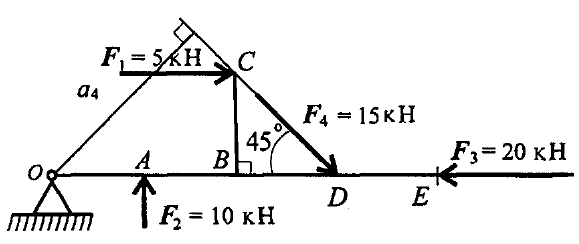 F₁ = 5 кН
C
a₄
F₄ = 15 кН
45°
O
A
B
F₃ = 20 кН
D
E
F₂ = 10 кН